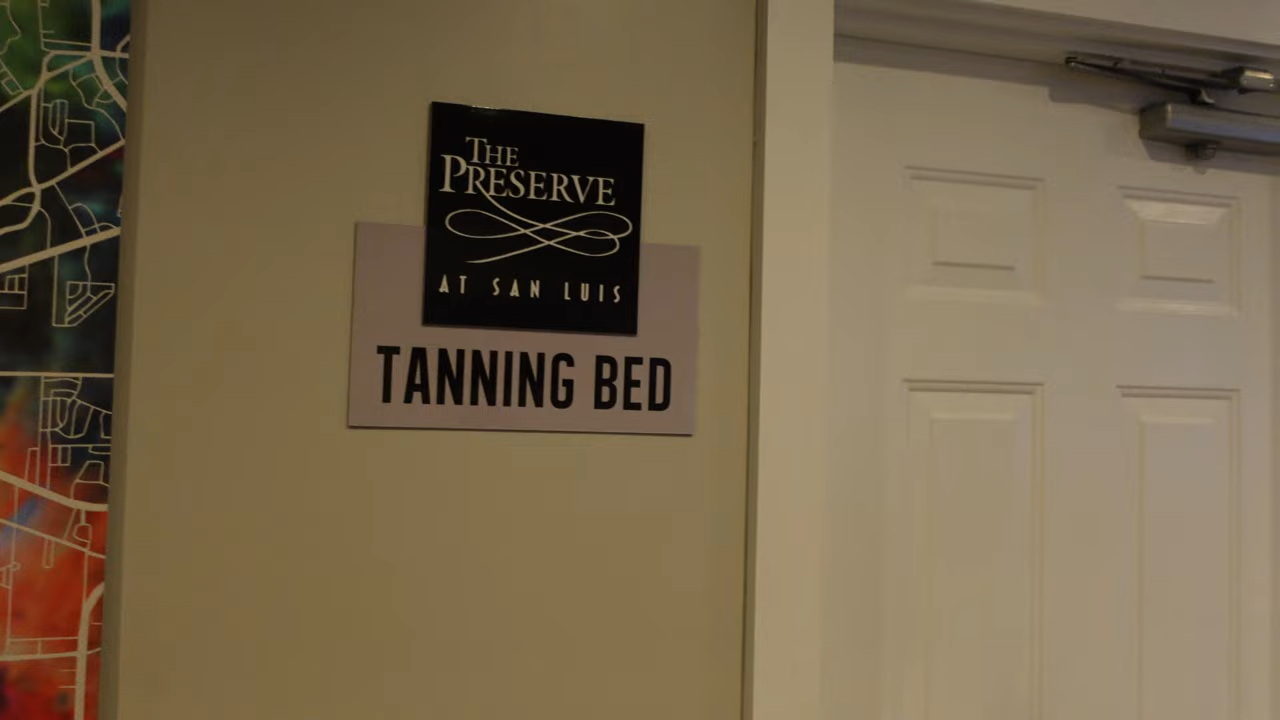 THE
PRESERVE
AT SAN LUIS
TANNING BED